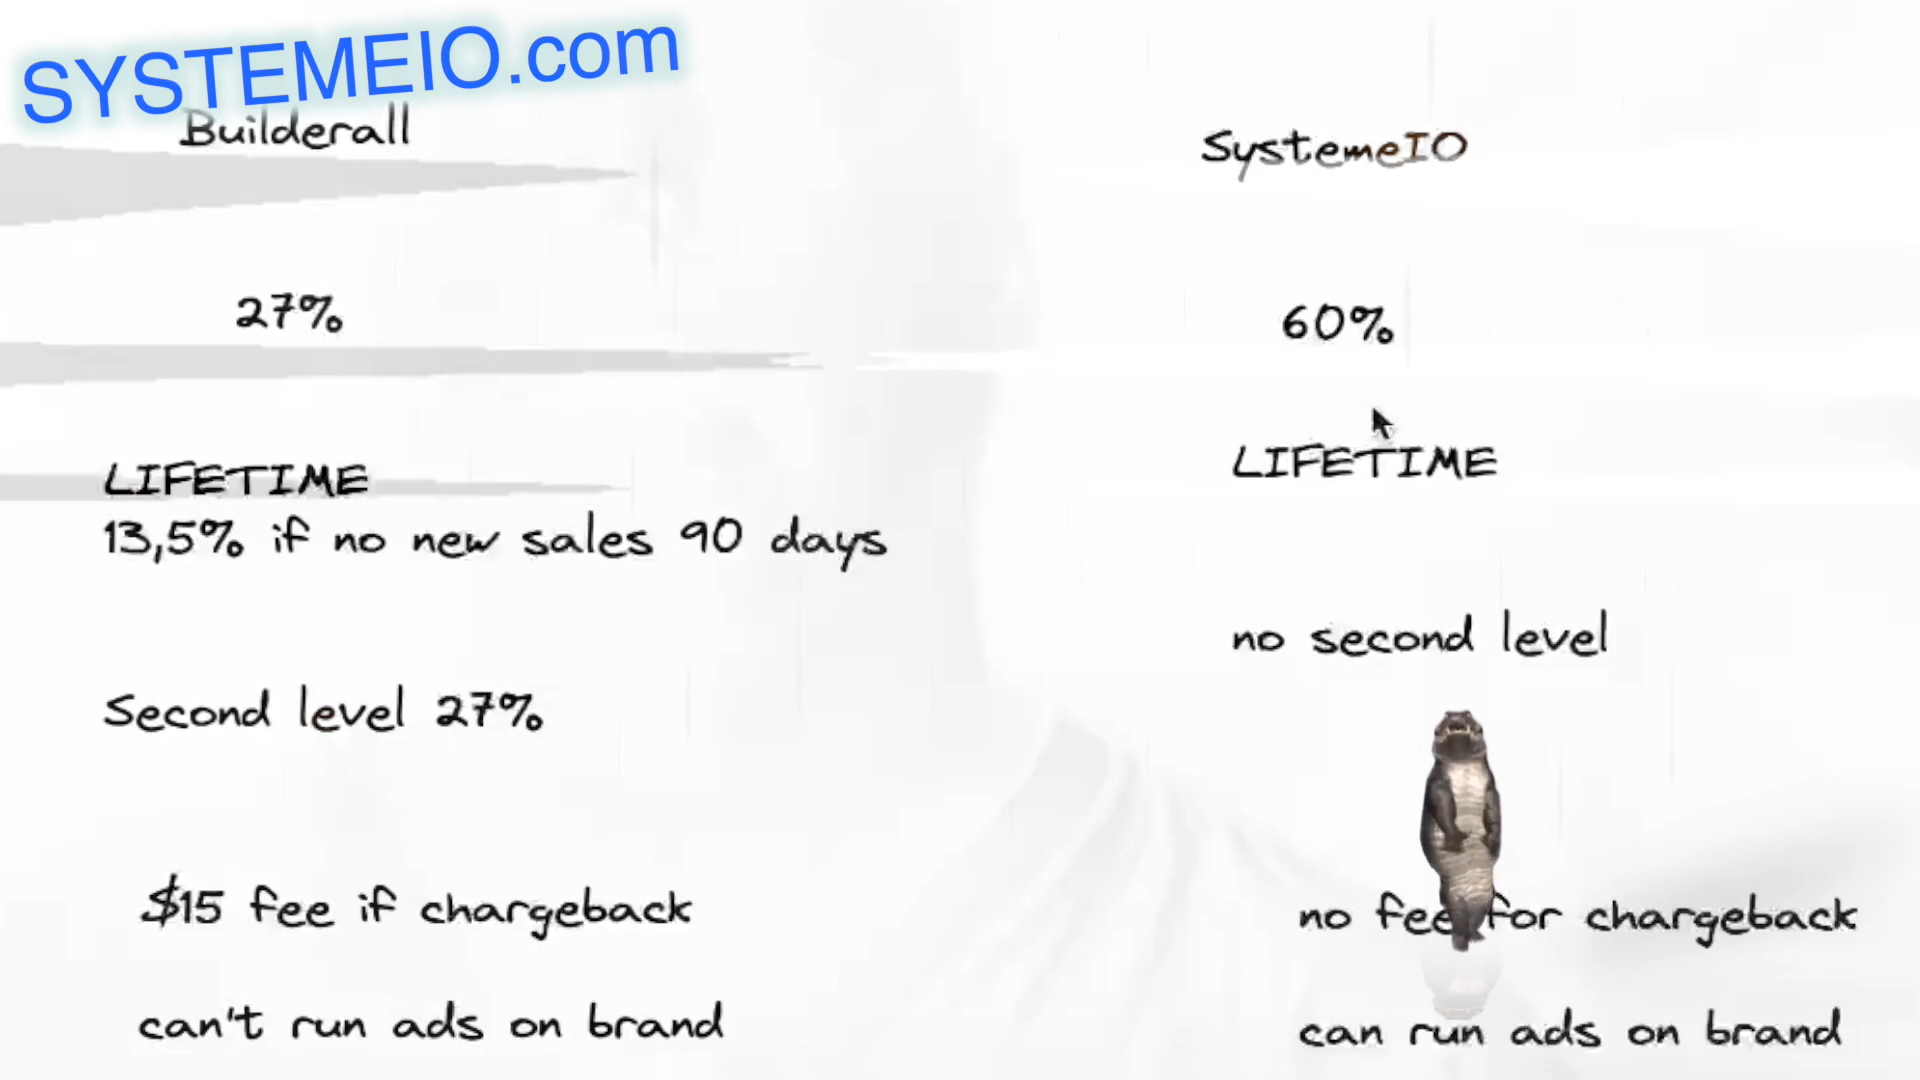 SYSTEMEIO.com
Builderall
SystemeIO
27%
60%
LIFETIME
13,5% if no new sales 90 days
LIFETIME
no second level
Second level 27%
$15 fee if chargeback
no fee for chargeback
can't run ads on brand
can run ads on brand